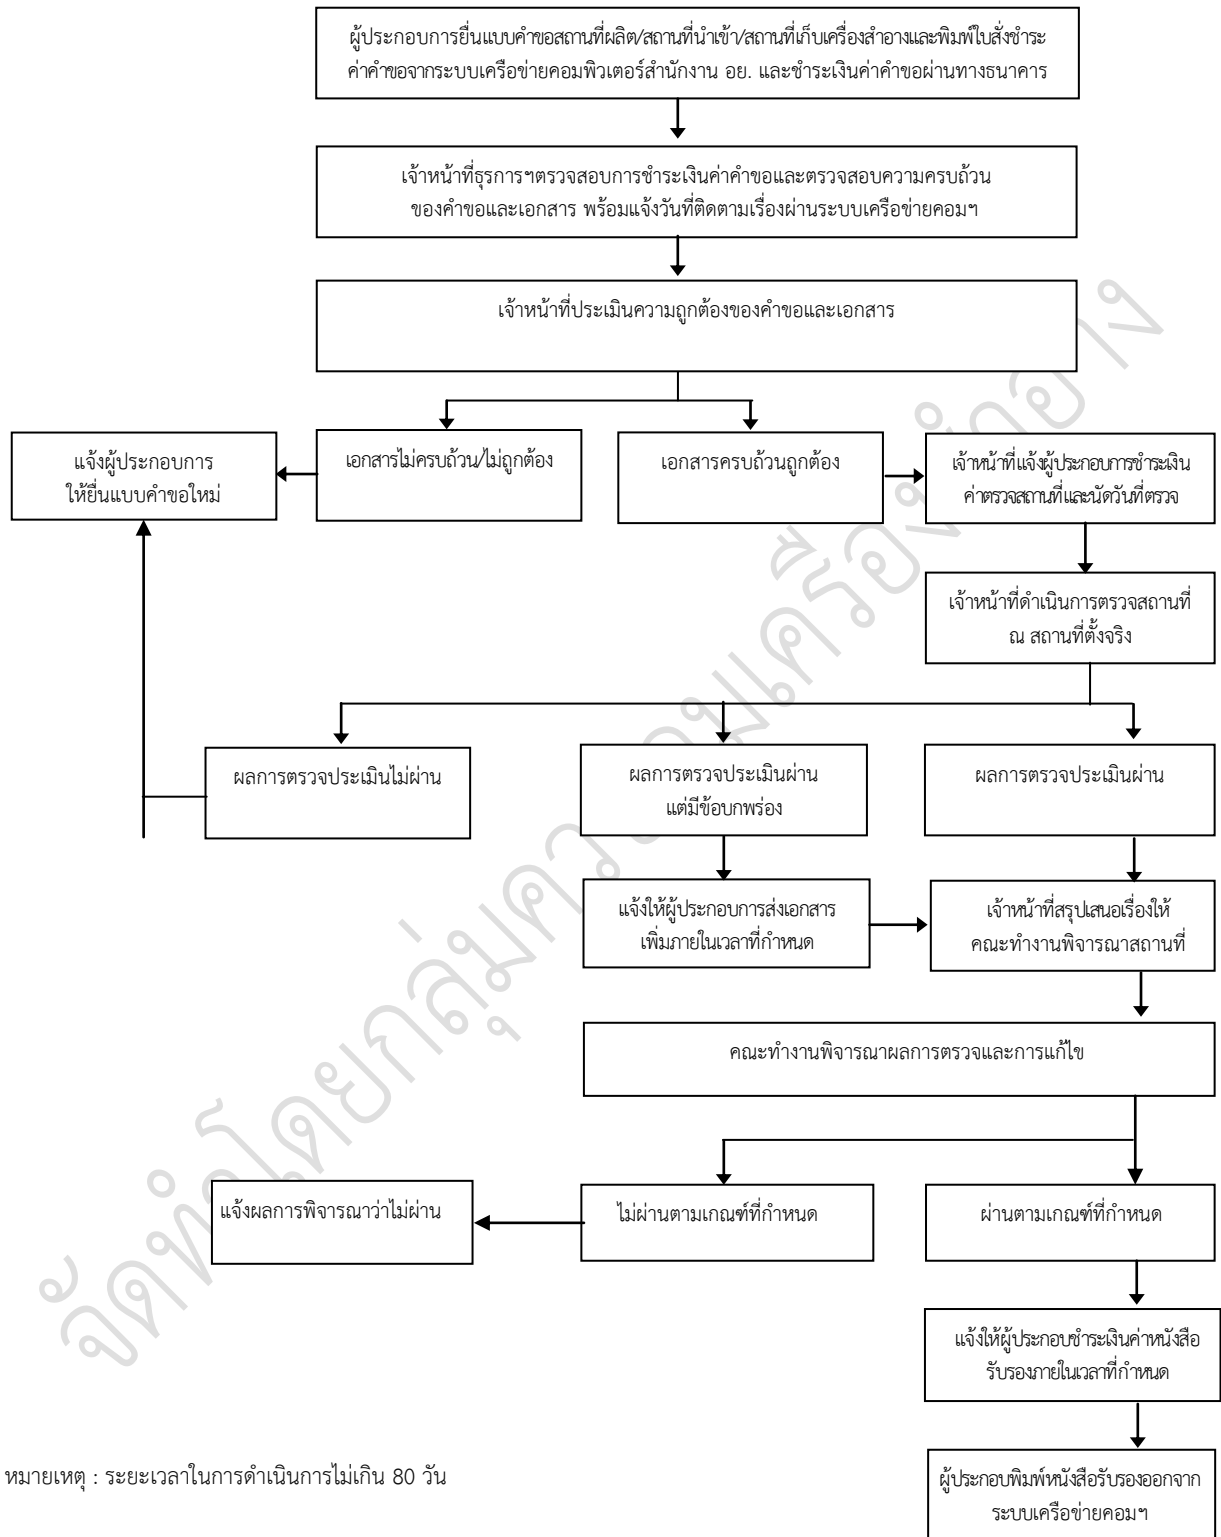 ผู้ประกอบการยื่นแบบคำขอสถานที่ผลิต/สถานที่นำเข้า/สถานที่เก็บเครื่องสำอางและพิมพ์ใบสั่งชำระ
ค่าคำขอจากระบบเครือข่ายคอมพิวเตอร์สำนักงาน อย. และชำระเงินค่าคำขอผ่านทางธนาคาร
เจ้าหน้าที่ธุรการฯตรวจสอบการชำระเงินค่าคำขอและตรวจสอบความครบถ้วน
ของคำขอและเอกสาร พร้อมแจ้งวันที่ติดตามเรื่องผ่านระบบเครือข่ายคอมฯ
เจ้าหน้าที่ประเมินความถูกต้องของคำขอและเอกสาร
แจ้งผู้ประกอบการ
ให้ยื่นแบบคำขอใหม่
เอกสารไม่ครบถ้วน/ไม่ถูกต้อง
เอกสารครบถ้วนถูกต้อง
เจ้าหน้าที่แจ้งผู้ประกอบการชำระเงิน
ค่าตรวจสถานที่และนัดวันที่ตรวจ
เจ้าหน้าที่ดำเนินการตรวจสถานที่
ณ สถานที่ตั้งจริง
ผลการตรวจประเมินไม่ผ่าน
ผลการตรวจประเมินผ่าน
แต่มีข้อบกพร่อง
ผลการตรวจประเมินผ่าน
แจ้งให้ผู้ประกอบการส่งเอกสาร
เพิ่มภายในเวลาที่กำหนด
เจ้าหน้าที่สรุปเสนอเรื่องให้
คณะทำงานพิจารณาสถานที่
คณะทำงานพิจารณาผลการตรวจและการแก้ไข
แจ้งผลการพิจารณาว่าไม่ผ่าน
ไม่ผ่านตามเกณฑ์ที่กำหนด
ผ่านตามเกณฑ์ที่กำหนด
แจ้งให้ผู้ประกอบชำระเงินค่าหนังสือ
รับรองภายในเวลาที่กำหนด
ผู้ประกอบพิมพ์หนังสือรับรองออกจาก
ระบบเครือข่ายคอมฯ
หมายเหตุ : ระยะเวลาในการดำเนินการไม่เกิน 80 วัน